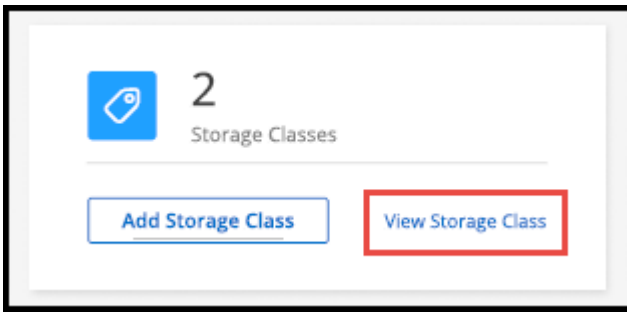 2
Storage Classes
Add Storage Class
View Storage Class